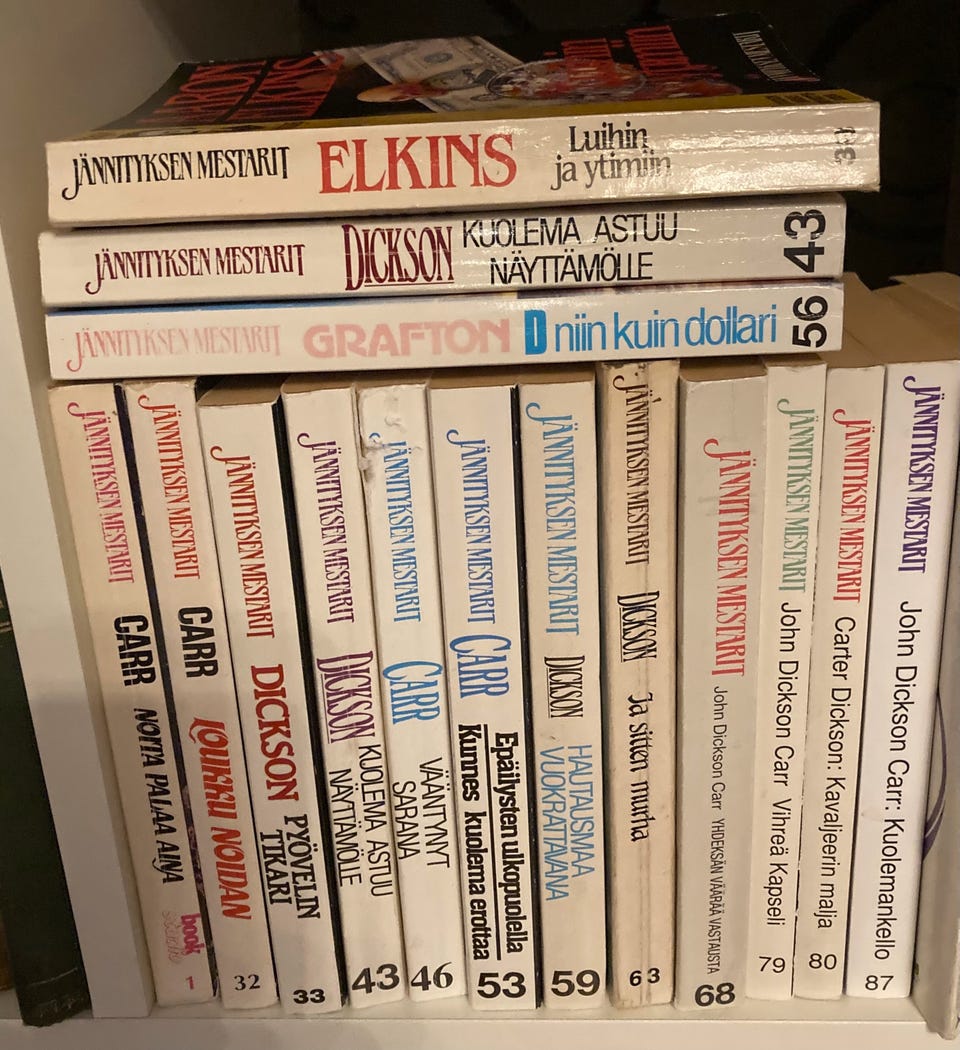 JÄNNITYKSEN MESTARIT ELKINS Luihin
ja ytimiin
JÄNNITYKSEN MESTARIT DICKSON KUOLEMA ASTUU
NÄYTTÄMÖLLE 43
JÄNNITYKSEN MESTARIT GRAFTON D niin kuin dollari 56
JÄNNITYKSEN MESTARIT CARR NOITA PALAA AINA book 1
JÄNNITYKSEN MESTARIT CARR LOUKKU NOIDAN 32
JÄNNITYKSEN MESTARIT DICKSON PYÖVELIN
TIKARI 33
JÄNNITYKSEN MESTARIT DICKSON KUOLEMA ASTUU
NÄYTTÄMÖLLE 43
JÄNNITYKSEN MESTARIT CARR VÄÄNTYNYT
SARANA 46
JÄNNITYKSEN MESTARIT CARR Epäilysten ulkopuolella
Kunnes kuolema erottaa 53
JÄNNITYKSEN MESTARIT DICKSON HAUTAUSMAA
VUOKRATTAVANA 59
JÄNNITYKSEN MESTARIT DICKSON Ja sitten murha 63
JÄNNITYKSEN MESTARIT John Dickson Carr YHDEKSÄN VÄÄRÄÄ VASTAUSTA 68
JÄNNITYKSEN MESTARIT John Dickson Carr Vihreä Kapseli 79
JÄNNITYKSEN MESTARIT Carter Dickson: Kavaljeerin malja 80
JÄNNITYKSEN MESTARIT John Dickson Carr: Kuolemankello 87